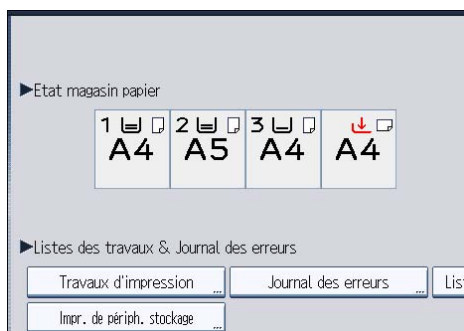 ►Etat magasin papier
1 2 3
A4 A5 A4 A4
►Listes des travaux & Journal des erreurs
Travaux d'impression ... Journal des erreurs ... Lis
Impr. de périph. stockage ...